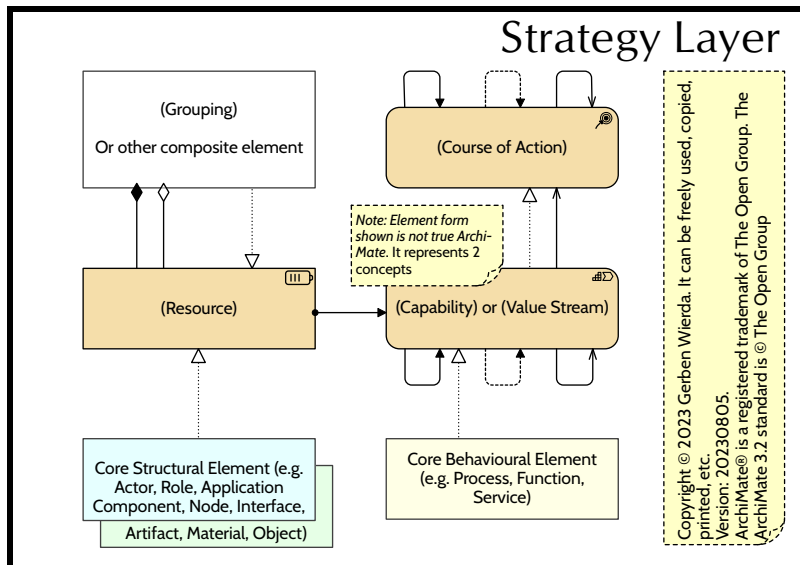 Strategy Layer
(Grouping)
Or other composite element
(Course of Action)
Note: Element form
shown is not true Archi-
Mate. It represents 2
concepts
(Resource)
(Capability) or (Value Stream)
Core Structural Element (e.g.
Actor, Role, Application
Component, Node, Interface,
Artifact, Material, Object)
Core Behavioural Element
(e.g. Process, Function,
Service)
Copyright © 2023 Gerben Wierda. It can be freely used, copied,
printed, etc.
Version: 20230805.
ArchiMate® is a registered trademark of The Open Group. The
ArchiMate 3.2 standard is © The Open Group